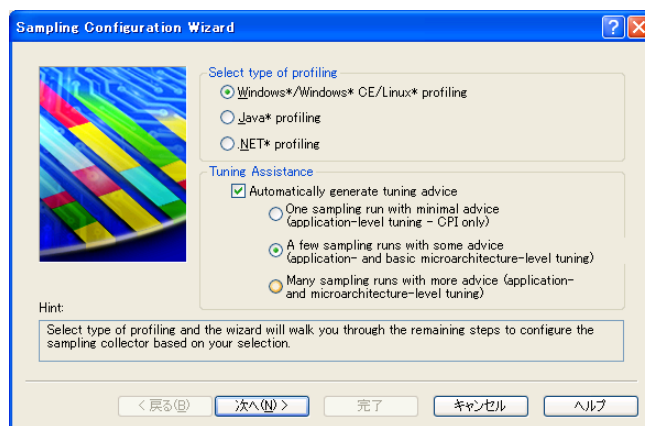 Sampling Configuration Wizard
Select type of profiling
Windows*/Windows* CE/Linux* profiling
Java* profiling
.NET* profiling
Tuning Assistance
Automatically generate tuning advice
One sampling run with minimal advice
(application-level tuning - CPI only)
A few sampling runs with some advice
(application- and basic microarchitecture-level tuning)
Many sampling runs with more advice (application-
and microarchitecture-level tuning)
Hint:
Select type of profiling and the wizard will walk you through the remaining steps to configure the
sampling collector based on your selection.
< 戻る(B) 次へ(N) > 完了 キャンセル ヘルプ